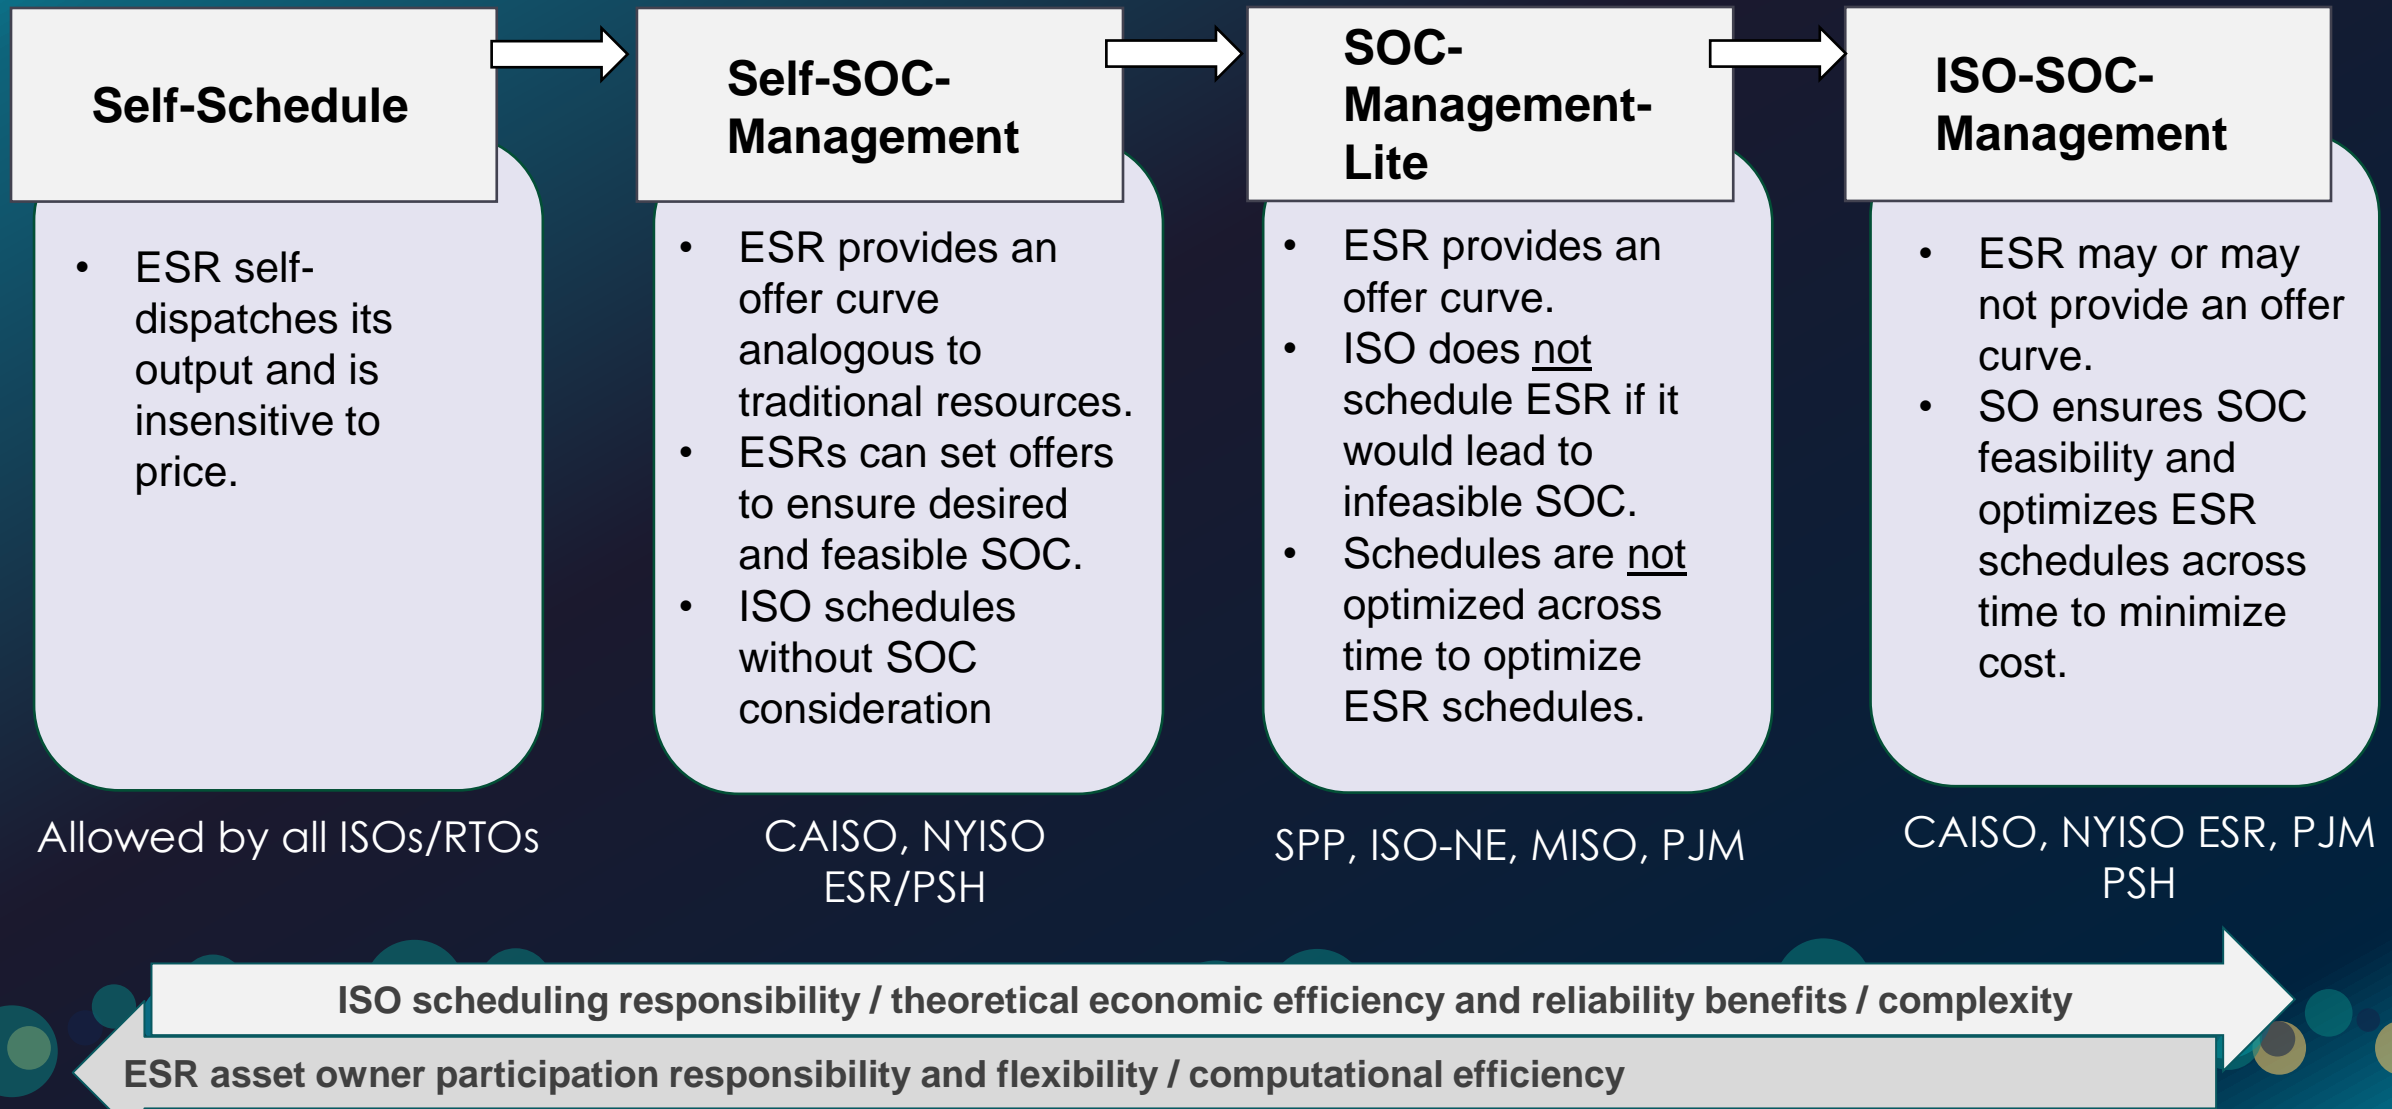 Self-Schedule
• ESR self-
dispatches its
output and is
insensitive to
price.
Allowed by all ISOs/RTOs
Self-SOC-
Management
• ESR provides an
offer curve
analogous to
traditional resources.
• ESRs can set offers
to ensure desired
and feasible SOC.
• ISO schedules
without SOC
consideration
CAISO, NYISO
ESR/PSH
SOC-
Management-
Lite
• ESR provides an
offer curve.
• ISO does not
schedule ESR if it
would lead to
infeasible SOC.
• Schedules are not
optimized across
time to optimize
ESR schedules.
SPP, ISO-NE, MISO, PJM
ISO-SOC-
Management
• ESR may or may
not provide an offer
curve.
• SO ensures SOC
feasibility and
optimizes ESR
schedules across
time to minimize
cost.
CAISO, NYISO ESR, PJM
PSH
ISO scheduling responsibility / theoretical economic efficiency and reliability benefits / complexity
ESR asset owner participation responsibility and flexibility / computational efficiency